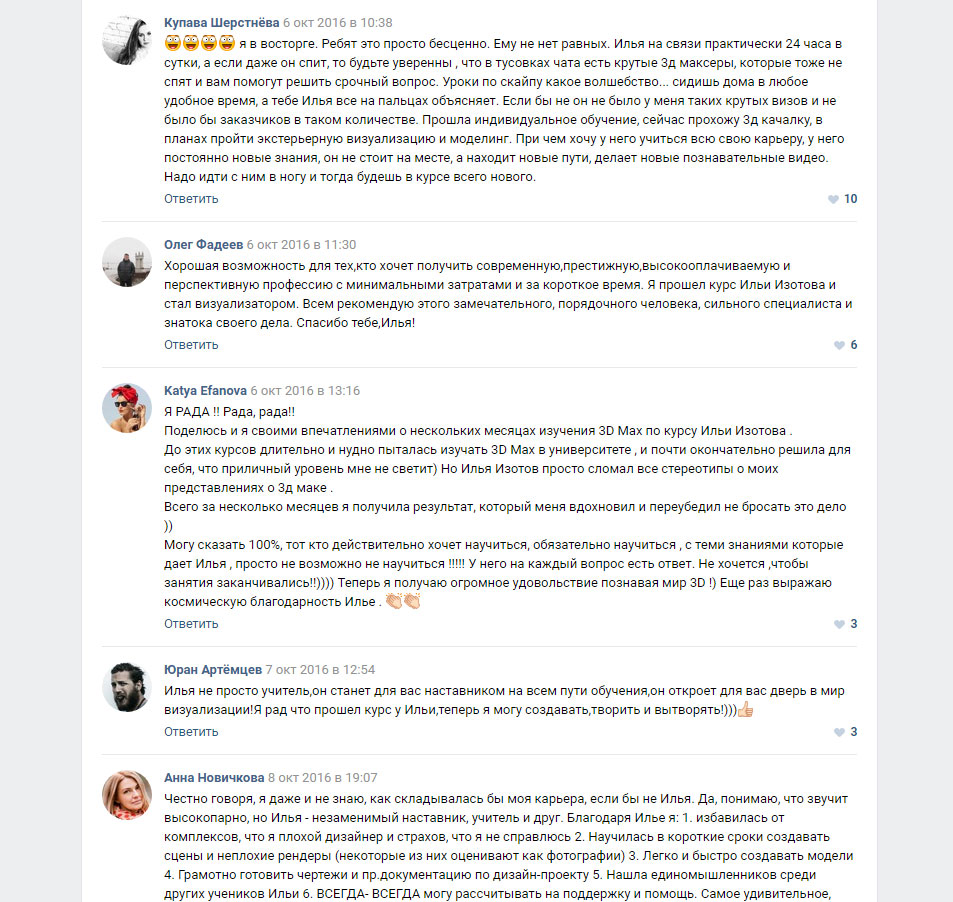 Купава Шерстнёва 6 окт 2016 в 10:38
я в восторге. Ребят это просто бесценно. Ему не нет равных. Илья на связи практически 24 часа в
сутки, а если даже он спит, то будьте уверенны , что в тусовках чата есть крутые 3д максеры, которые тоже не
спят и вам помогут решить срочный вопрос. Уроки по скайпу какое волшебство... сидишь дома в любое
удобное время, а тебе Илья все на пальцах объясняет. Если бы не он не было у меня таких крутых визов и не
было бы заказчиков в таком количестве. Прошла индивидуальное обучение, сейчас прохожу 3д качалку, в
планах пройти экстерьерную визуализацию и моделинг. При чем хочу у него учиться всю свою карьеру, у него
постоянно новые знания, он не стоит на месте, а находит новые пути, делает новые познавательные видео.
Надо идти с ним в ногу и тогда будешь в курсе всего нового.
Ответить 10
Олег Фадеев 6 окт 2016 в 11:30
Хорошая возможность для тех,кто хочет получить современную,престижную,высокооплачиваемую и
перспективную профессию с минимальными затратами и за короткое время. Я прошел курс Ильи Изотова и
стал визуализатором. Всем рекомендую этого замечательного, порядочного человека, сильного специалиста и
знатока своего дела. Спасибо тебе,Илья!
Ответить 6
Katya Efanova 6 окт 2016 в 13:16
Я РАДА !! Рада, рада!!
Поделюсь и я своими впечатлениями о нескольких месяцах изучения 3D Max по курсу Ильи Изотова .
До этих курсов длительно и нудно пыталась изучать 3D Max в университете , и почти окончательно решила для
себя, что приличный уровень мне не светит) Но Илья Изотов просто сломал все стереотипы о моих
представлениях о 3д маке .
Всего за несколько месяцев я получила результат, который меня вдохновил и переубедил не бросать это дело
))
Могу сказать 100%, тот кто действительно хочет научиться, обязательно научиться , с теми знаниями которые
дает Илья , просто не возможно не научиться !!!!! У него на каждый вопрос есть ответ. Не хочется ,чтобы
занятия заканчивались!!)))) Теперь я получаю огромное удовольствие познавая мир 3D !) Еще раз выражаю
космическую благодарность Илье .
Ответить 3
Юран Артёмцев 7 окт 2016 в 12:54
Илья не просто учитель,он станет для вас наставником на всем пути обучения,он откроет для вас дверь в мир
визуализации!Я рад что прошел курс у Ильи,теперь я могу создавать,творить и вытворять!)))
Ответить 3
Анна Новичкова 8 окт 2016 в 19:07
Честно говоря, я даже и не знаю, как складывалась бы моя карьера, если бы не Илья. Да, понимаю, что звучит
высокопарно, но Илья - незаменимый наставник, учитель и друг. Благодаря Илье я: 1. избавилась от
комплексов, что я плохой дизайнер и страхов, что я не справлюсь 2. Научилась в короткие сроки создавать
сцены и неплохие рендеры (некоторые из них оценивают как фотографии) 3. Легко и быстро создавать модели
4. Грамотно готовить чертежи и пр.документацию по дизайн-проекту 5. Нашла единомышленников среди
других учеников Ильи 6. ВСЕГДА- ВСЕГДА могу рассчитывать на поддержку и помощь. Самое удивительное,